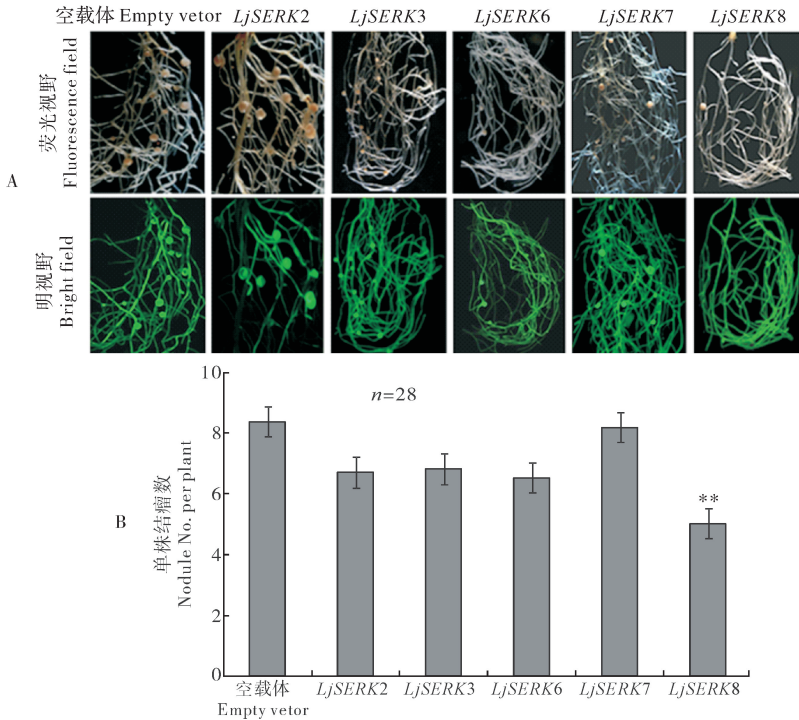 空载体 Empty vetor LjSERK2 LjSERK3 LjSERK6 LjSERK7 LjSERK8
荧光视野
Fluorescence field
A
明视野
Bright field
10
n=28
8
**
6
B
单株结瘤数
Nodule No. per plant
4
2
0
空载体 LjSERK2 LjSERK3 LjSERK6 LjSERK7 LjSERK8
Empty vetor